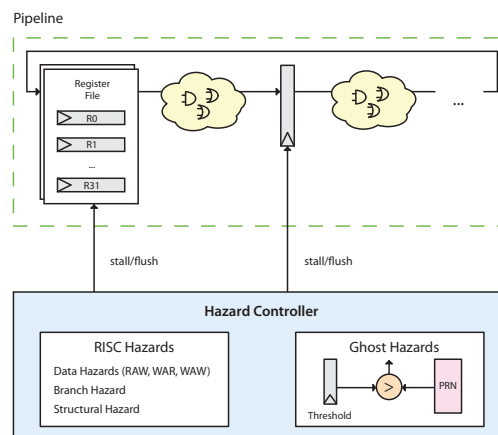 Pipeline
Register
File
R0
R1
...
R31
...
stall/flush
stall/flush
Hazard Controller
RISC Hazards
Data Hazards (RAW, WAR, WAW)
Branch Hazard
Structural Hazard
Ghost Hazards
>
PRN
Threshold